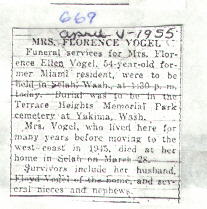 669
April V-1955
MRS. FLORENCE VOGEL
Funeral services for Mrs. Flor-
ence Ellen Vogel, 54-year-old for-
mer Miami resident, were to be
held in Selah, Wash., at 1:30 p. m.
today. Burial was to be in the
Terrace Heights Memorial Park
cemetery at Yakima, Wash.
Mrs. Vogel, who lived here for
many years before moving to the
west coast in 1945, died at her
home in Selah on March 28.
Survivors include her husband,
Floyd Vogel of the home, and sev-
eral nieces and nephews.